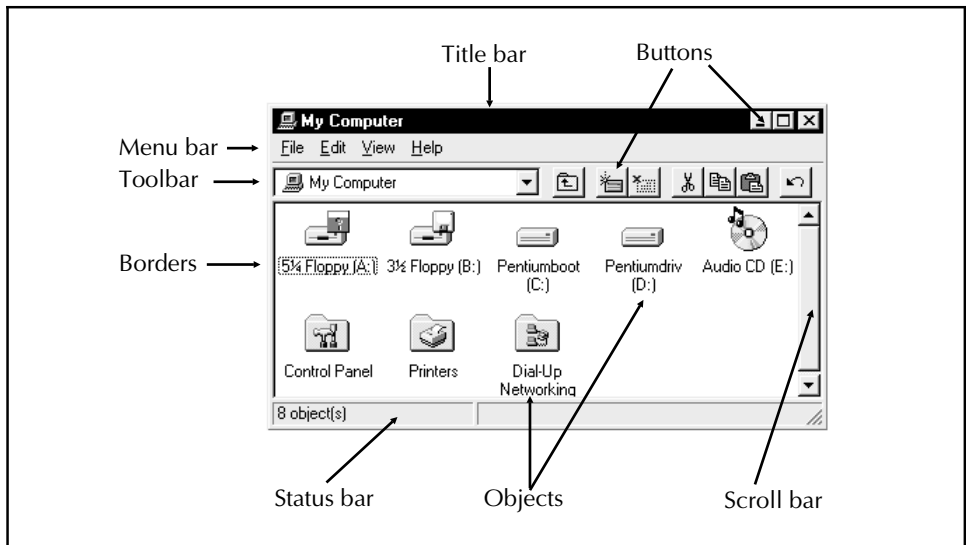 Title bar
Buttons
My Computer
Menu bar
File Edit View Help
Toolbar
My Computer
Borders
5¼ Floppy (A:) 3½ Floppy (B:) Pentiumboot (C:) Pentiumdriv (D:) Audio CD (E:)
Control Panel Printers Dial-Up Networking
8 object(s)
Status bar
Objects
Scroll bar